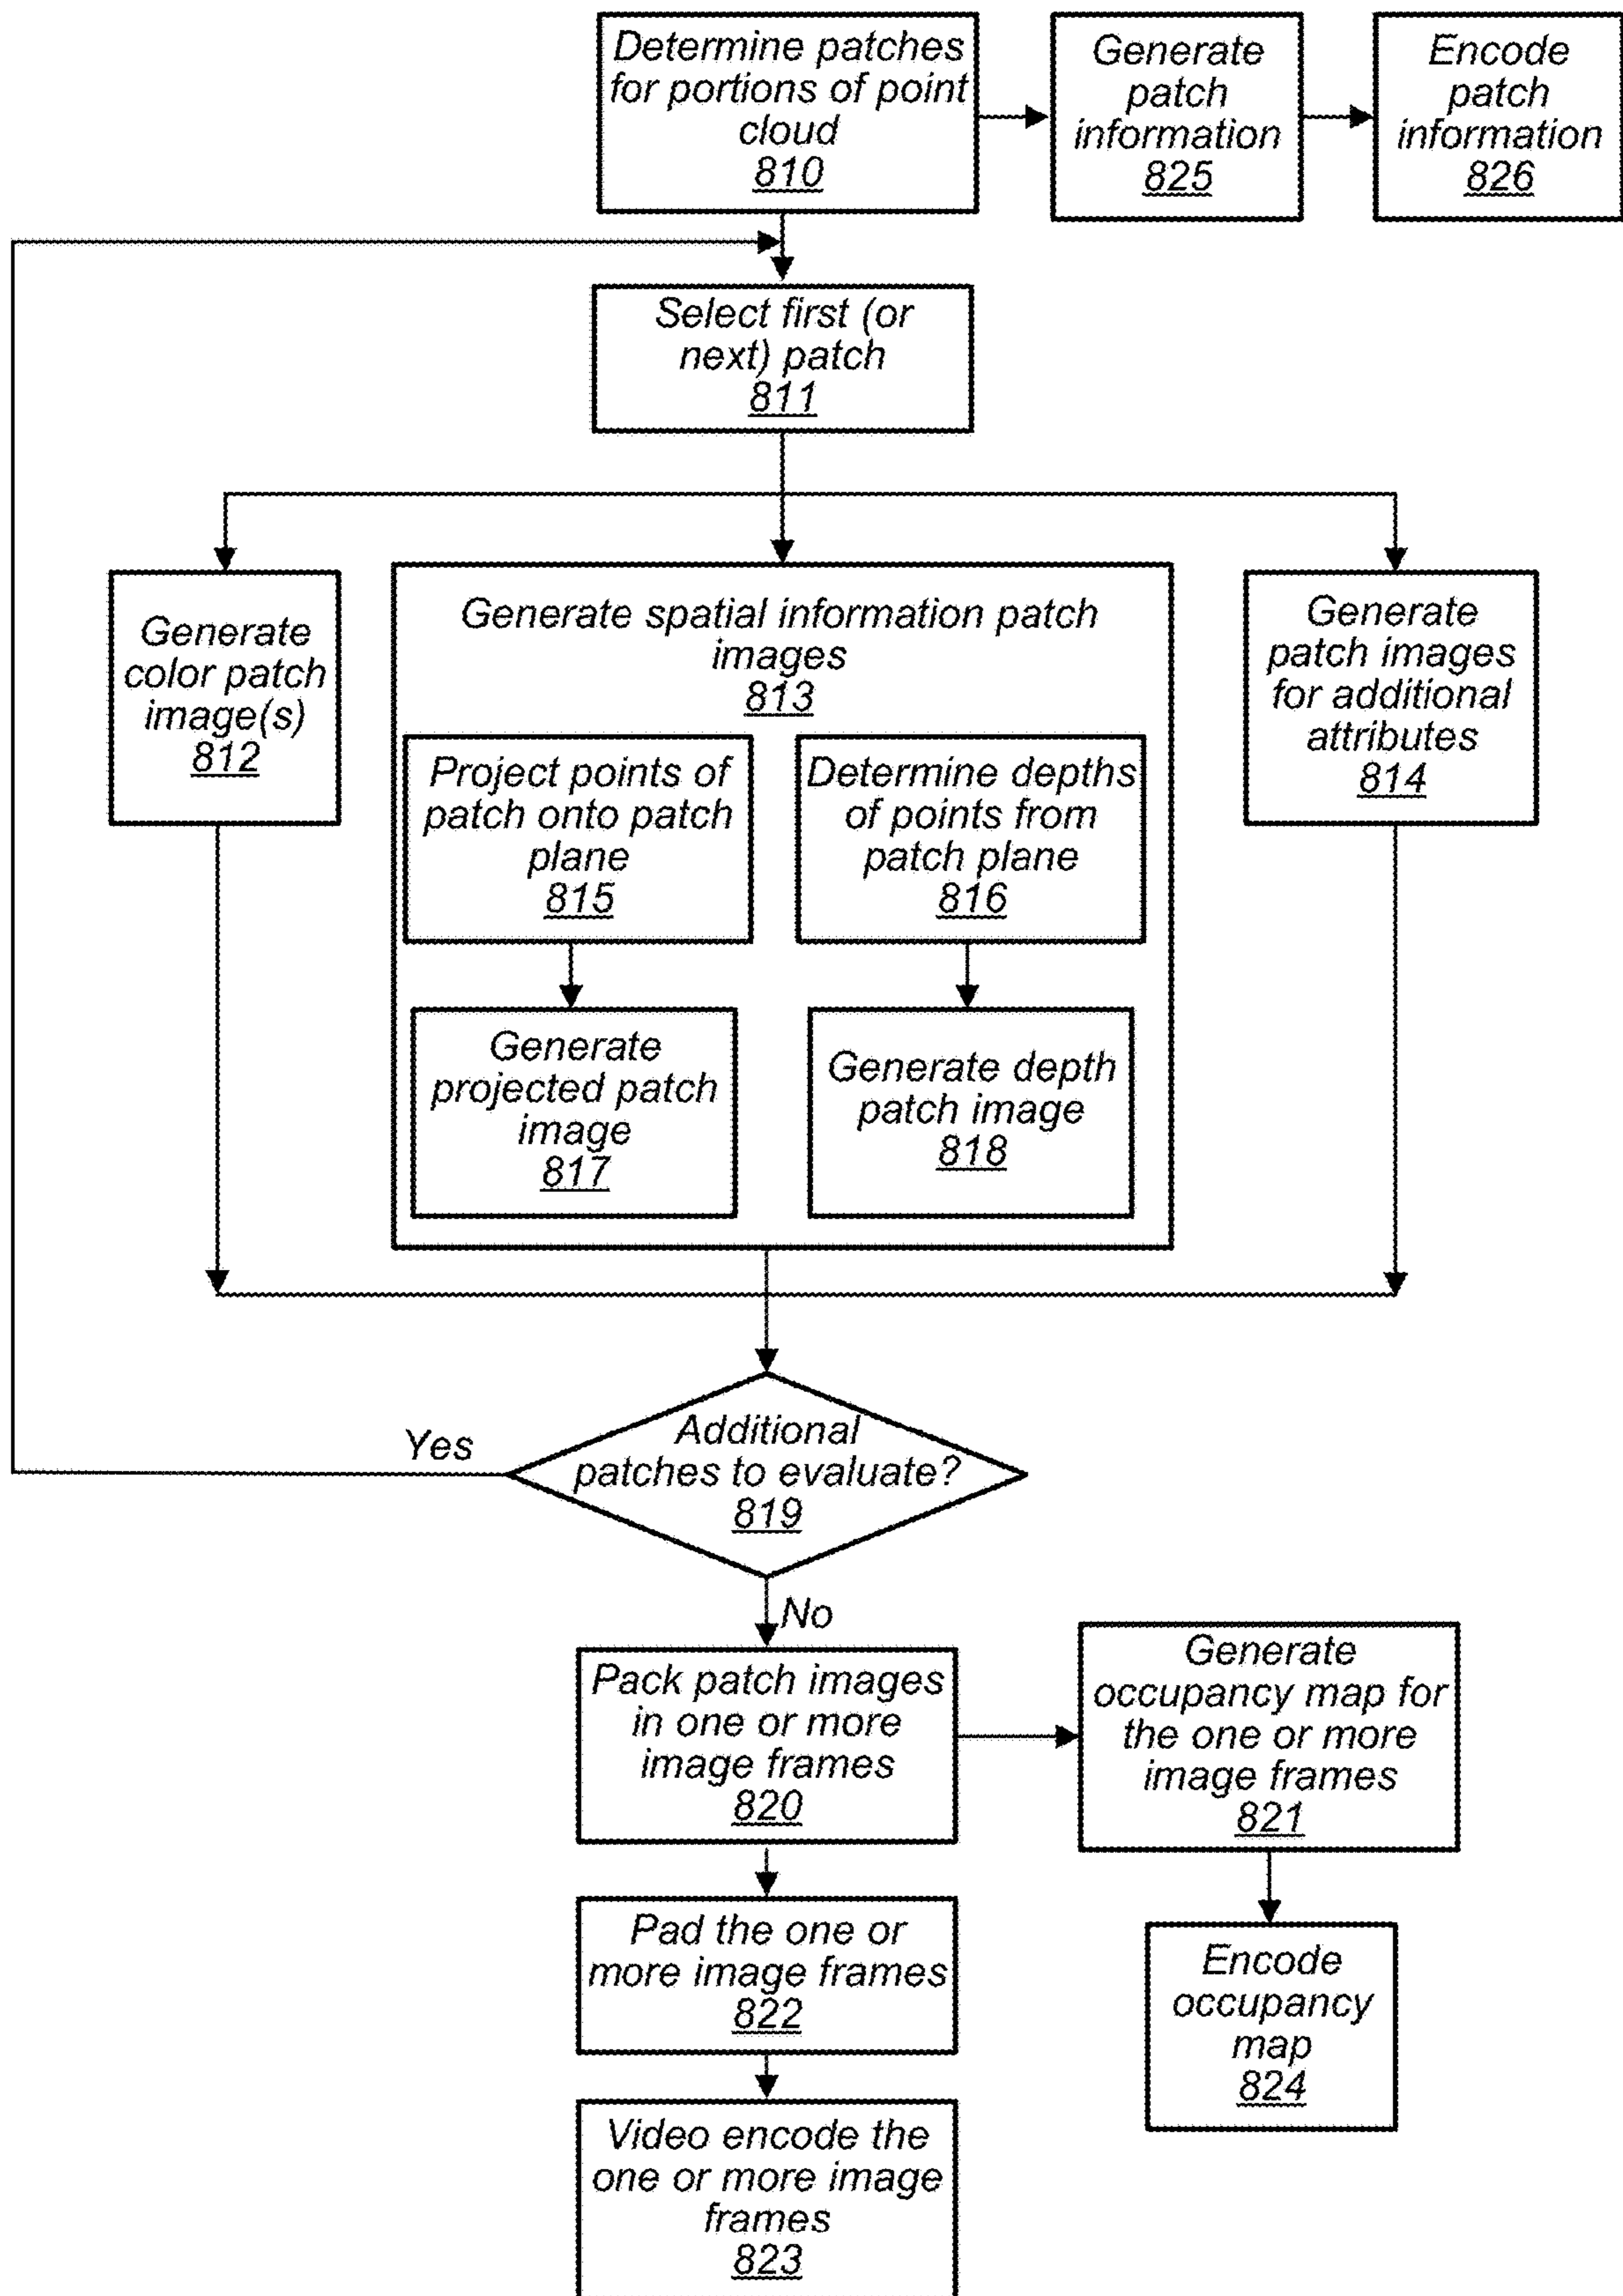 Determine patches
for portions of point
cloud
810
Generate
patch
information
825
Encode
patch
information
826
Select first (or
next) patch
811
Generate
color patch
image(s)
812
Generate spatial information patch
images
813
Project points of
patch onto patch
plane
815
Determine depths
of points from
patch plane
816
Generate
projected patch
image
817
Generate depth
patch image
818
Generate
patch images
for additional
attributes
814
Additional
patches to evaluate?
819
Yes
No
Pack patch images
in one or more
image frames
820
Generate
occupancy map for
the one or more
image frames
821
Pad the one or
more image frames
822
Encode
occupancy
map
824
Video encode the
one or more image
frames
823